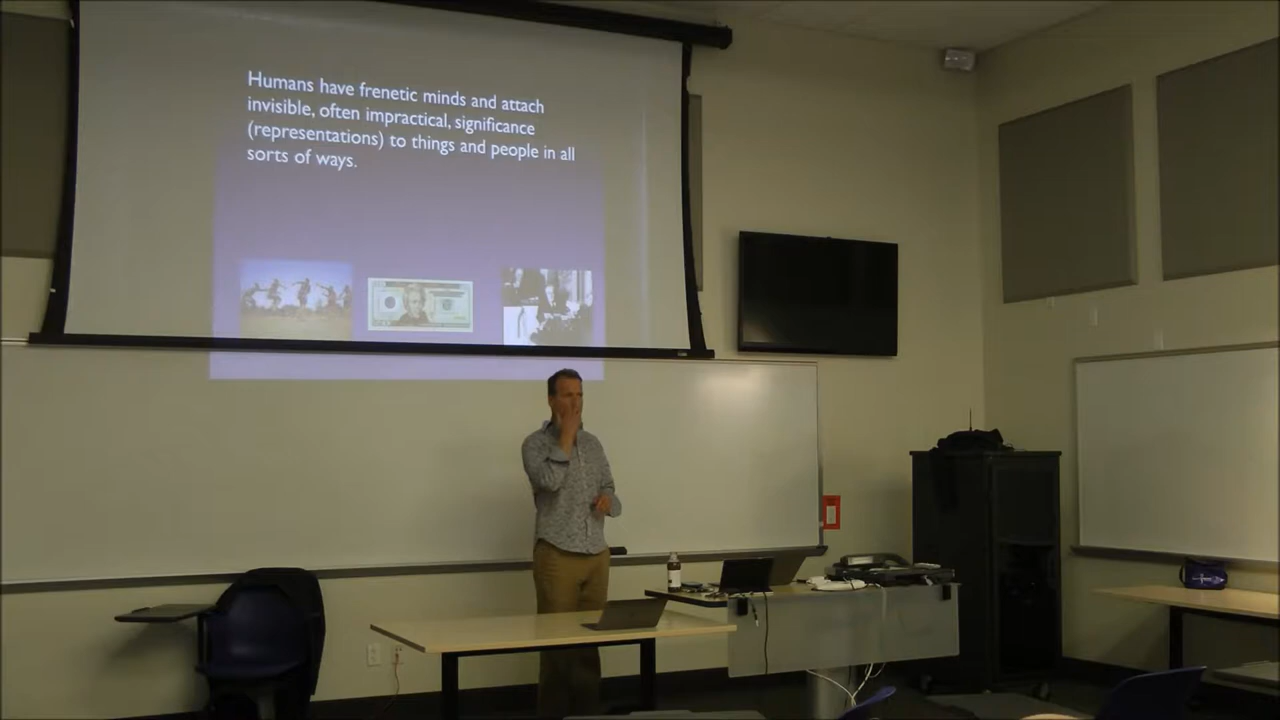 Humans have frenetic minds and attach
invisible, often impractical, significance
(representations) to things and people in all
sorts of ways.